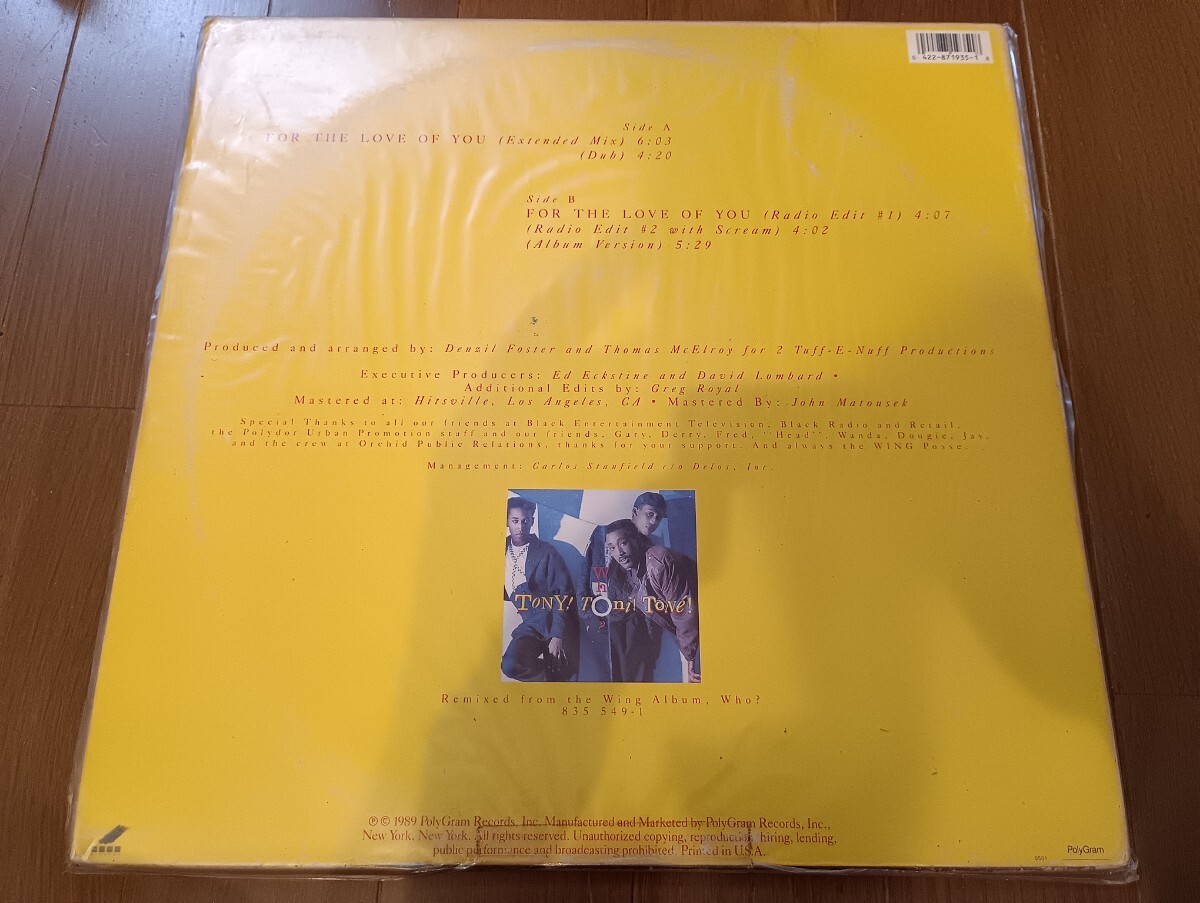 0 422-871935-1 8
Side A
FOR THE LOVE OF YOU (Extended Mix) 6:03
(Dub) 4:20
Side B
FOR THE LOVE OF YOU (Radio Edit #1) 4:07
(Radio Edit #2 with Scream) 4:02
(Album Version) 5:29
Produced and arranged by: Denzil Foster and Thomas McElroy for 2 Tuff-E-Nuff Productions
Executive Producers: Ed Eckstine and David Lombard •
Additional Edits by: Greg Royal
Mastered at: Hitsville, Los Angeles, CA • Mastered By: John Matousek
Special Thanks to all our friends at Black Entertainment Television, Black Radio and Retail,
the Polydor Urban Promotion staff and our friends, Gary, Derry, Fred, "Head", Wanda, Dougie, Jay,
and the crew at Orchid Public Relations, thanks for your support. And always the WING Posse...
Management: Carlos Stanfield c/o Delos, Inc.
WHO?
TONY! TONi! TONé!
Remixed from the Wing Album, Who?
835 549-1
℗ © 1989 PolyGram Records, Inc. Manufactured and Marketed by PolyGram Records, Inc.,
New York, New York. All rights reserved. Unauthorized copying, reproduction, hiring, lending,
public performance and broadcasting prohibited. Printed in U.S.A.
0501
PolyGram